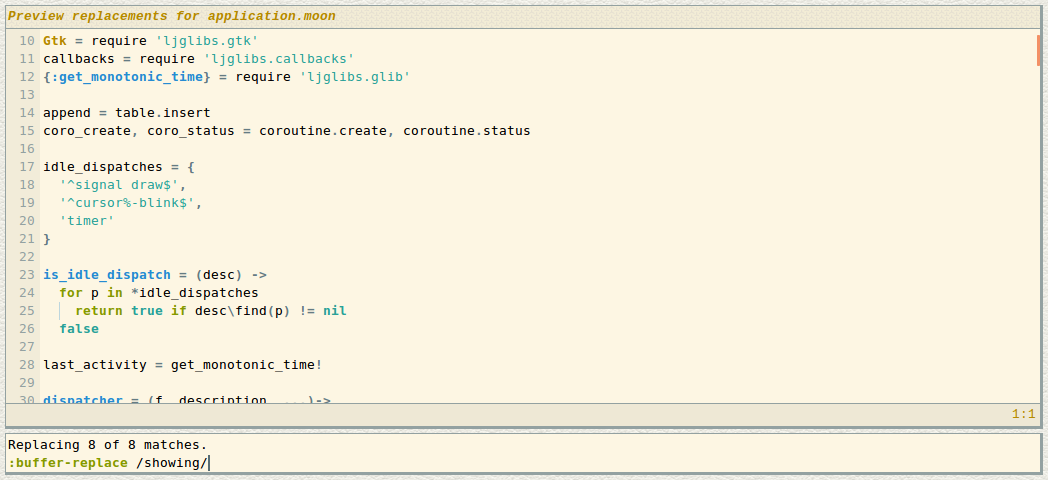 Preview replacements for application.moon
10 Gtk = require 'ljglibs.gtk'
11 callbacks = require 'ljglibs.callbacks'
12 {:get_monotonic_time} = require 'ljglibs.glib'
13
14 append = table.insert
15 coro_create, coro_status = coroutine.create, coroutine.status
16
17 idle_dispatches = {
18   '^signal draw$',
19   '^cursor%-blink$',
20   'timer'
21 }
22
23 is_idle_dispatch = (desc) ->
24   for p in *idle_dispatches
25     return true if desc\find(p) != nil
26   false
27
28 last_activity = get_monotonic_time!
29
30 dispatcher = (f, description, ...)->
1:1
Replacing 8 of 8 matches.
:buffer-replace /showing/